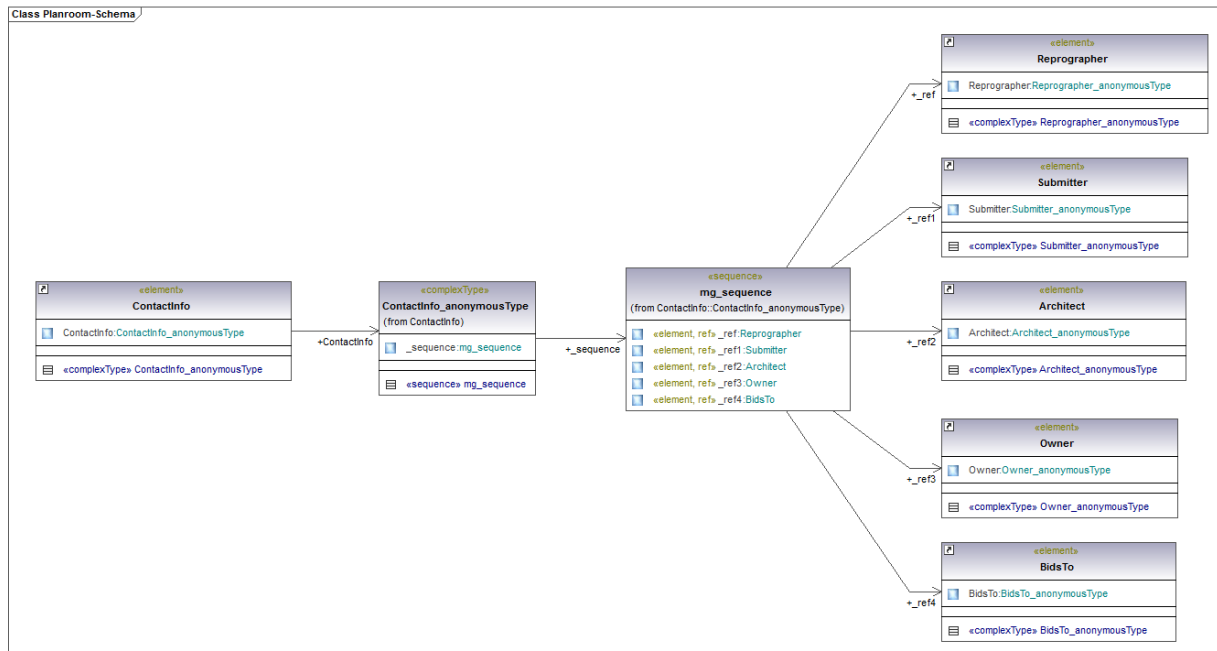 Class Planroom-Schema
«element»
ContactInfo
ContactInfo:ContactInfo_anonymousType
«complexType» ContactInfo_anonymousType
+ContactInfo
«complexType»
ContactInfo_anonymousType
(from ContactInfo)
_sequence:mg_sequence
«sequence» mg_sequence
+_sequence
«sequence»
mg_sequence
(from ContactInfo::ContactInfo_anonymousType)
«element, ref» _ref:Reprographer
«element, ref» _ref1:Submitter
«element, ref» _ref2:Architect
«element, ref» _ref3:Owner
«element, ref» _ref4:BidsTo
+_ref
«element»
Reprographer
Reprographer:Reprographer_anonymousType
«complexType» Reprographer_anonymousType
+_ref1
«element»
Submitter
Submitter:Submitter_anonymousType
«complexType» Submitter_anonymousType
+_ref2
«element»
Architect
Architect:Architect_anonymousType
«complexType» Architect_anonymousType
+_ref3
«element»
Owner
Owner:Owner_anonymousType
«complexType» Owner_anonymousType
+_ref4
«element»
BidsTo
BidsTo:BidsTo_anonymousType
«complexType» BidsTo_anonymousType